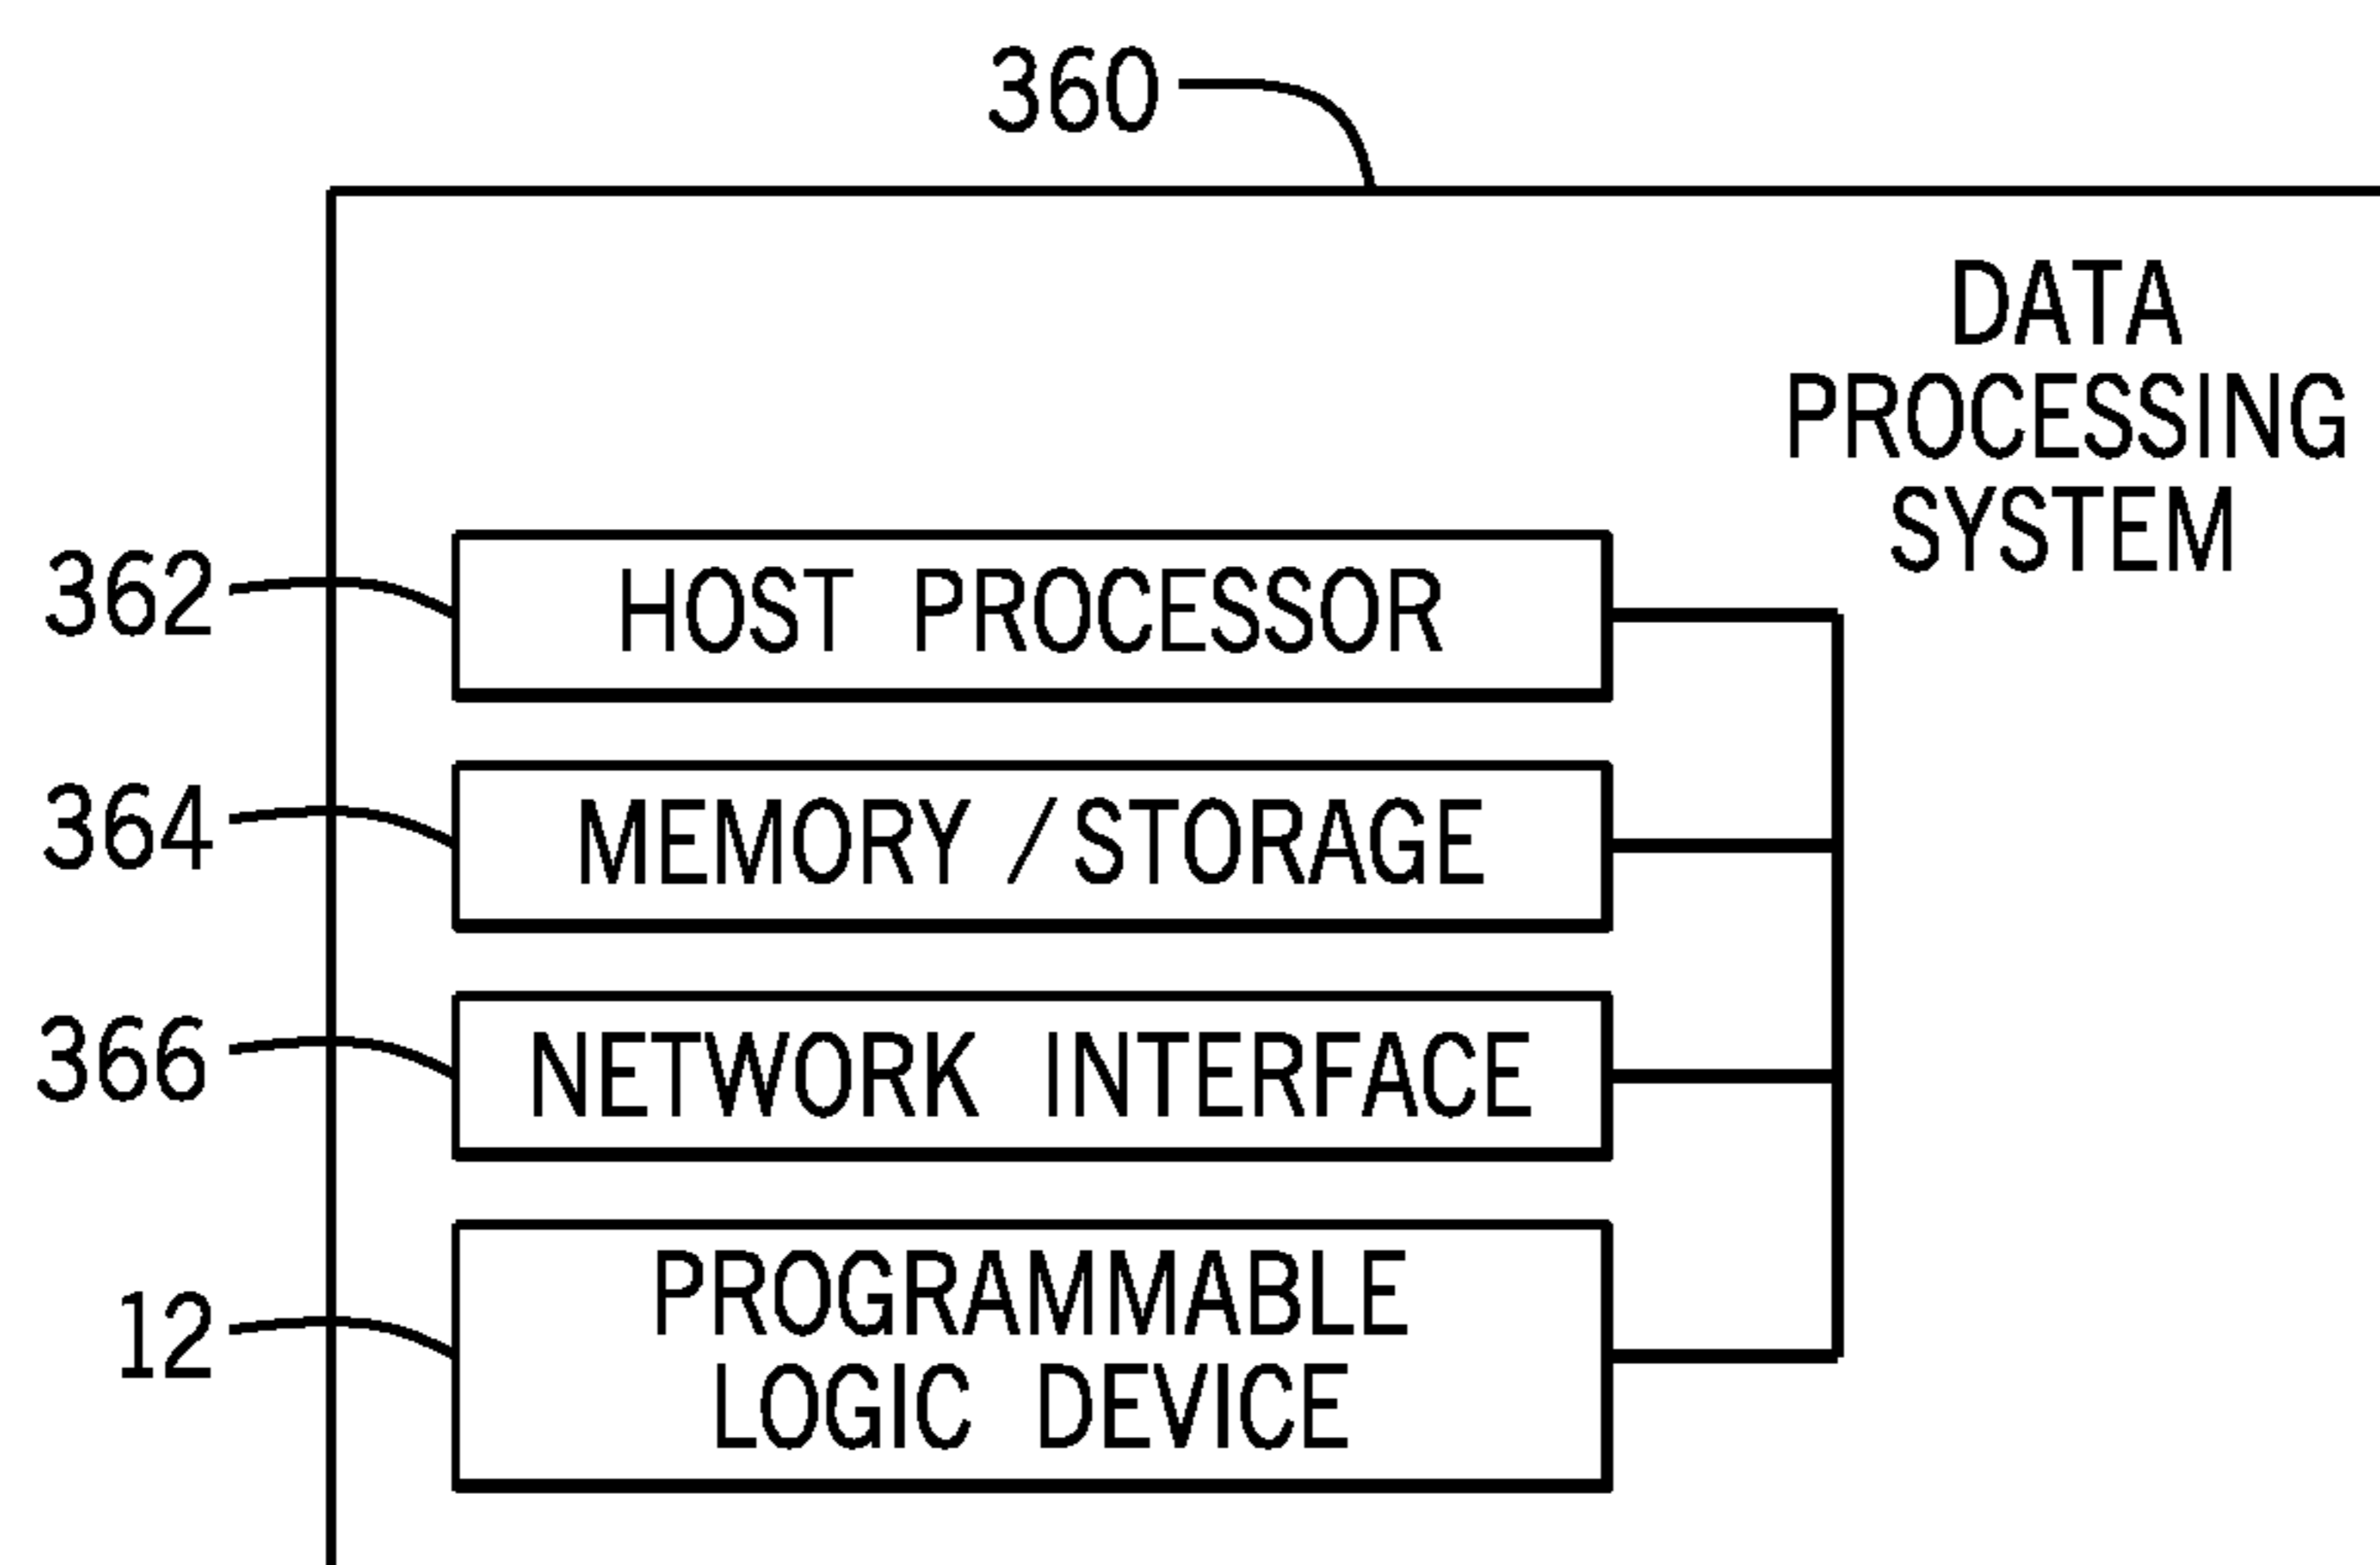 360
DATA
PROCESSING
SYSTEM
362
HOST PROCESSOR
364
MEMORY / STORAGE
366
NETWORK INTERFACE
12
PROGRAMMABLE
LOGIC DEVICE